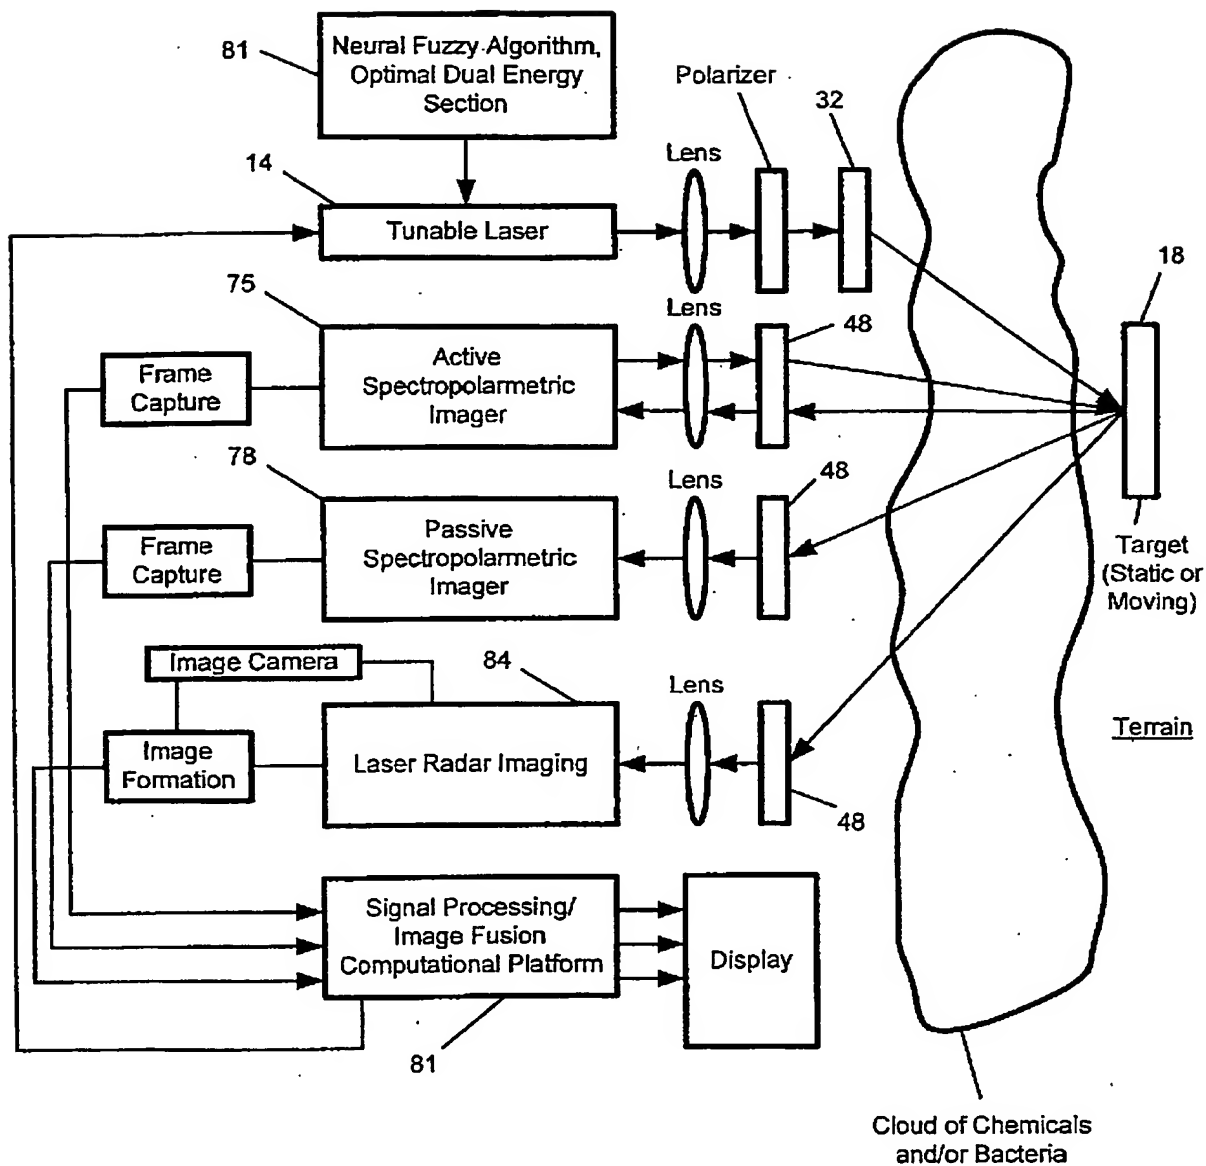 81
Neural Fuzzy Algorithm,
Optimal Dual Energy
Section
Polarizer
32
14
Lens
Tunable Laser
18
75
Lens
48
Frame
Capture
Active
Spectropolarmetric
Imager
78
Lens
48
Frame
Capture
Passive
Spectropolarmetric
Imager
Target
(Static or
Moving)
Image Camera
84
Lens
Image
Formation
Laser Radar Imaging
Terrain
48
Signal Processing/
Image Fusion
Computational Platform
Display
81
Cloud of Chemicals
and/or Bacteria